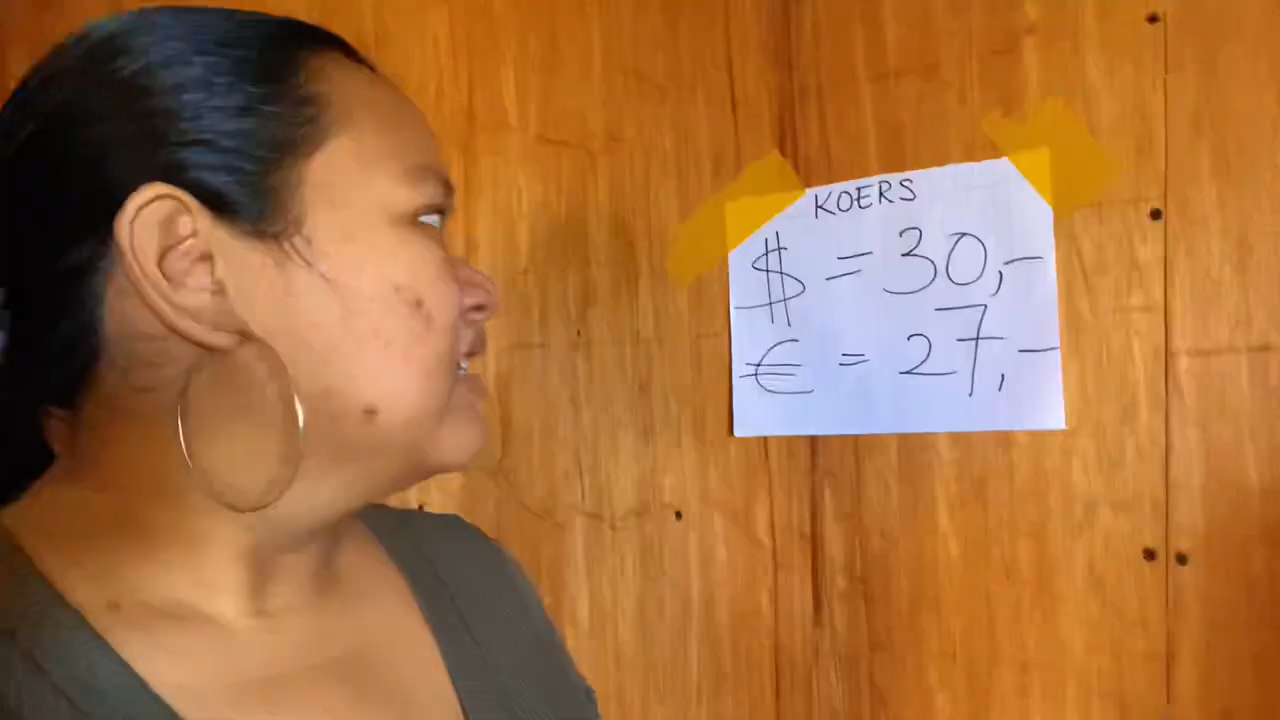 KOERS
$ = 30,-
€ = 27,-